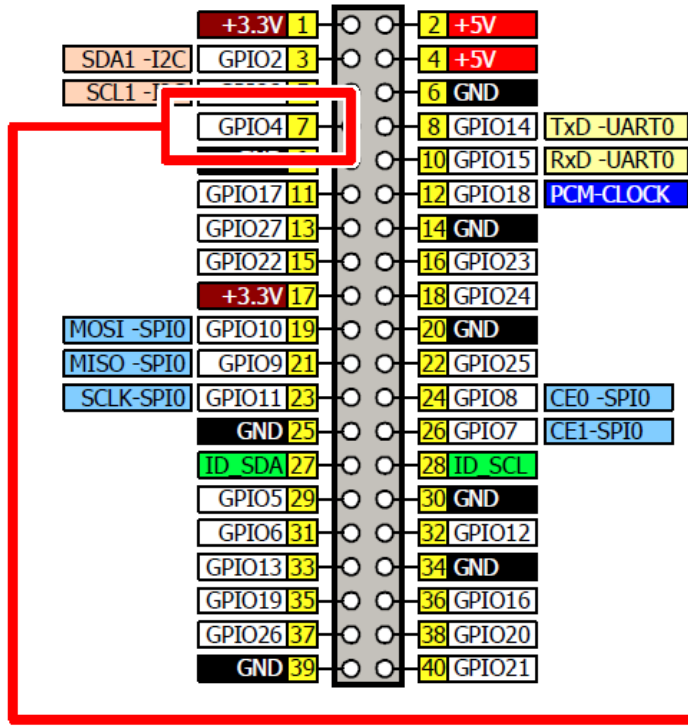 +3.3V 1 2 +5V
SDA1 -I2C GPIO2 3 4 +5V
SCL1 6 GND
GPIO4 7 8 GPIO14 TxD -UART0
10 GPIO15 RxD -UART0
GPIO17 11 12 GPIO18 PCM-CLOCK
GPIO27 13 14 GND
GPIO22 15 16 GPIO23
+3.3V 17 18 GPIO24
MOSI -SPI0 GPIO10 19 20 GND
MISO -SPI0 GPIO9 21 22 GPIO25
SCLK-SPI0 GPIO11 23 24 GPIO8 CE0 -SPI0
GND 25 26 GPIO7 CE1-SPI0
ID_SDA 27 28 ID_SCL
GPIO5 29 30 GND
GPIO6 31 32 GPIO12
GPIO13 33 34 GND
GPIO19 35 36 GPIO16
GPIO26 37 38 GPIO20
GND 39 40 GPIO21